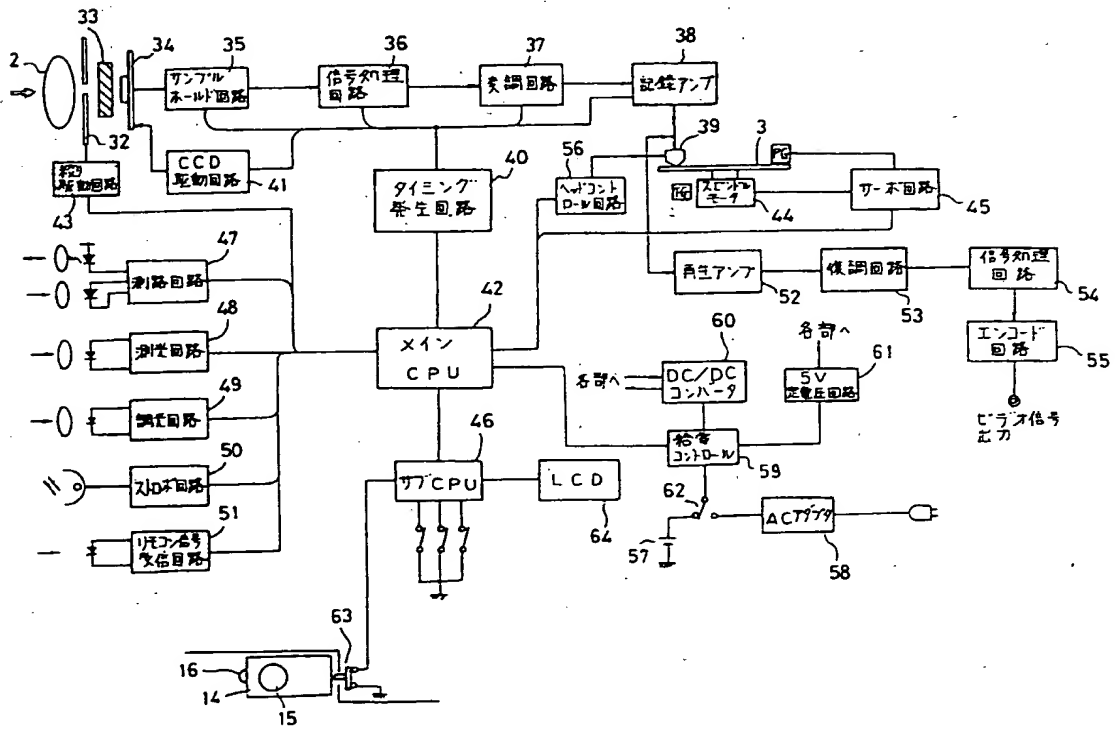 33
2
34
35
サンプル
ホールド回路
36
信号処理
回路
37
変調回路
38
記録アンプ
39
3
PG
32
絞り
駆動回路
43
CCD
駆動回路
41
40
タイミング
発生回路
56
ヘッドコント
ロール回路
FG
スピンドル
モータ
44
サーボ回路
45
47
測距回路
再生アンプ
52
復調回路
53
信号処理
回路
54
48
測光回路
42
メイン
CPU
エンコード
回路
55
ビデオ信号
出力
49
調光回路
60
各部へ
DC/DC
コンバータ
各部へ
61
5V
定電圧回路
50
ストロボ回路
46
サブCPU
LCD
64
給電
コントロール
59
51
リモコン信号
受信回路
62
57
ACアダプタ
58
63
16
14
15